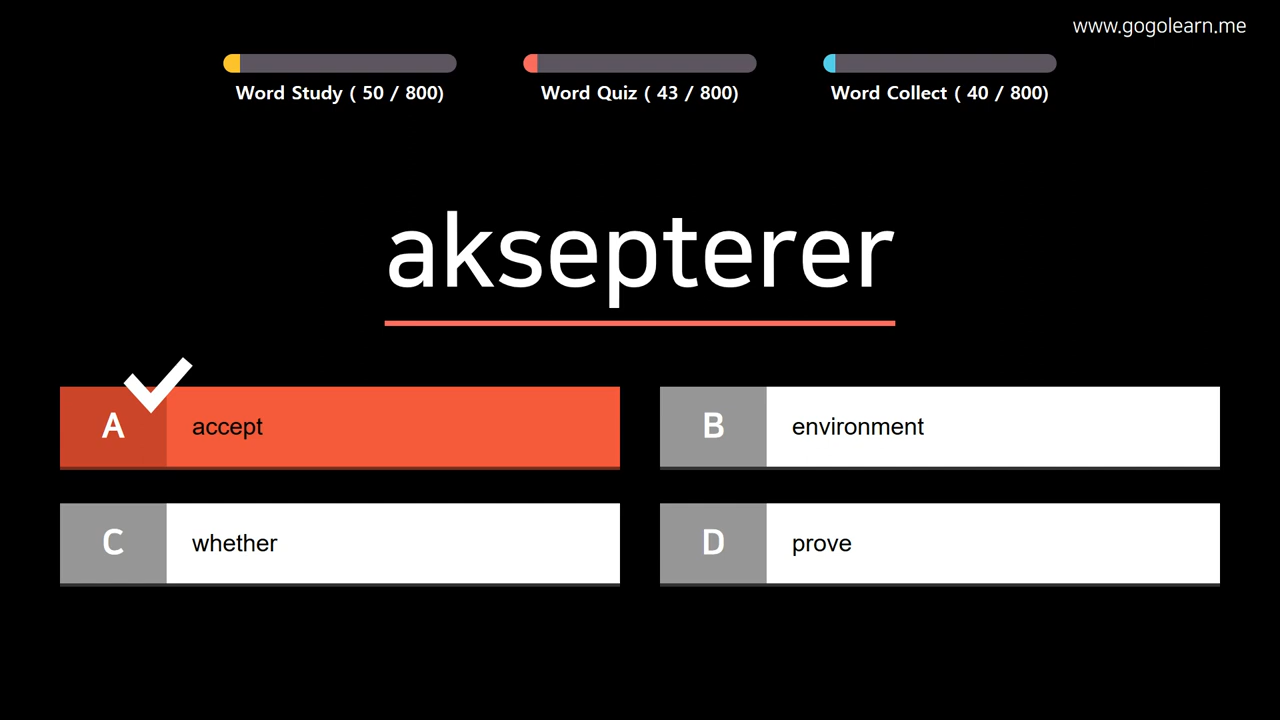 www.gogolearn.me
Word Study ( 50 / 800)
Word Quiz ( 43 / 800)
Word Collect ( 40 / 800)
aksepterer
A accept
B environment
C whether
D prove